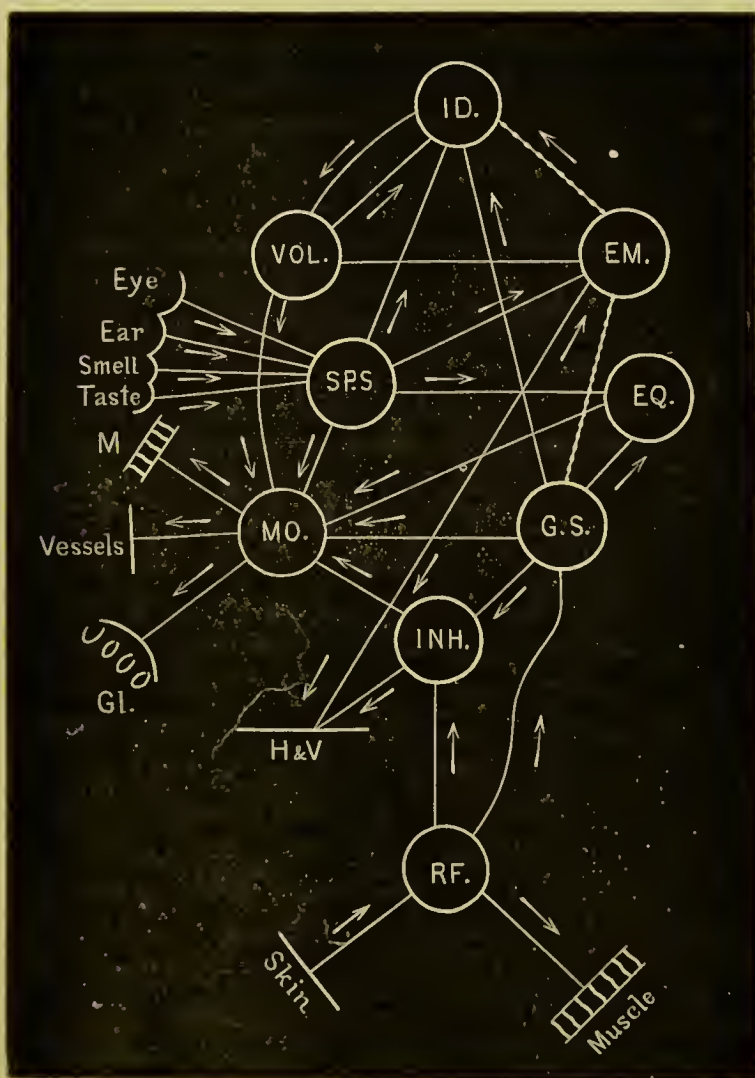 ID.
VOL.
EM.
Eye
Ear
Smell
Taste
SP.S
EQ.
M
Vessels
MO.
G.S.
INH.
Gl.
H&V
RF.
Skin
Muscle